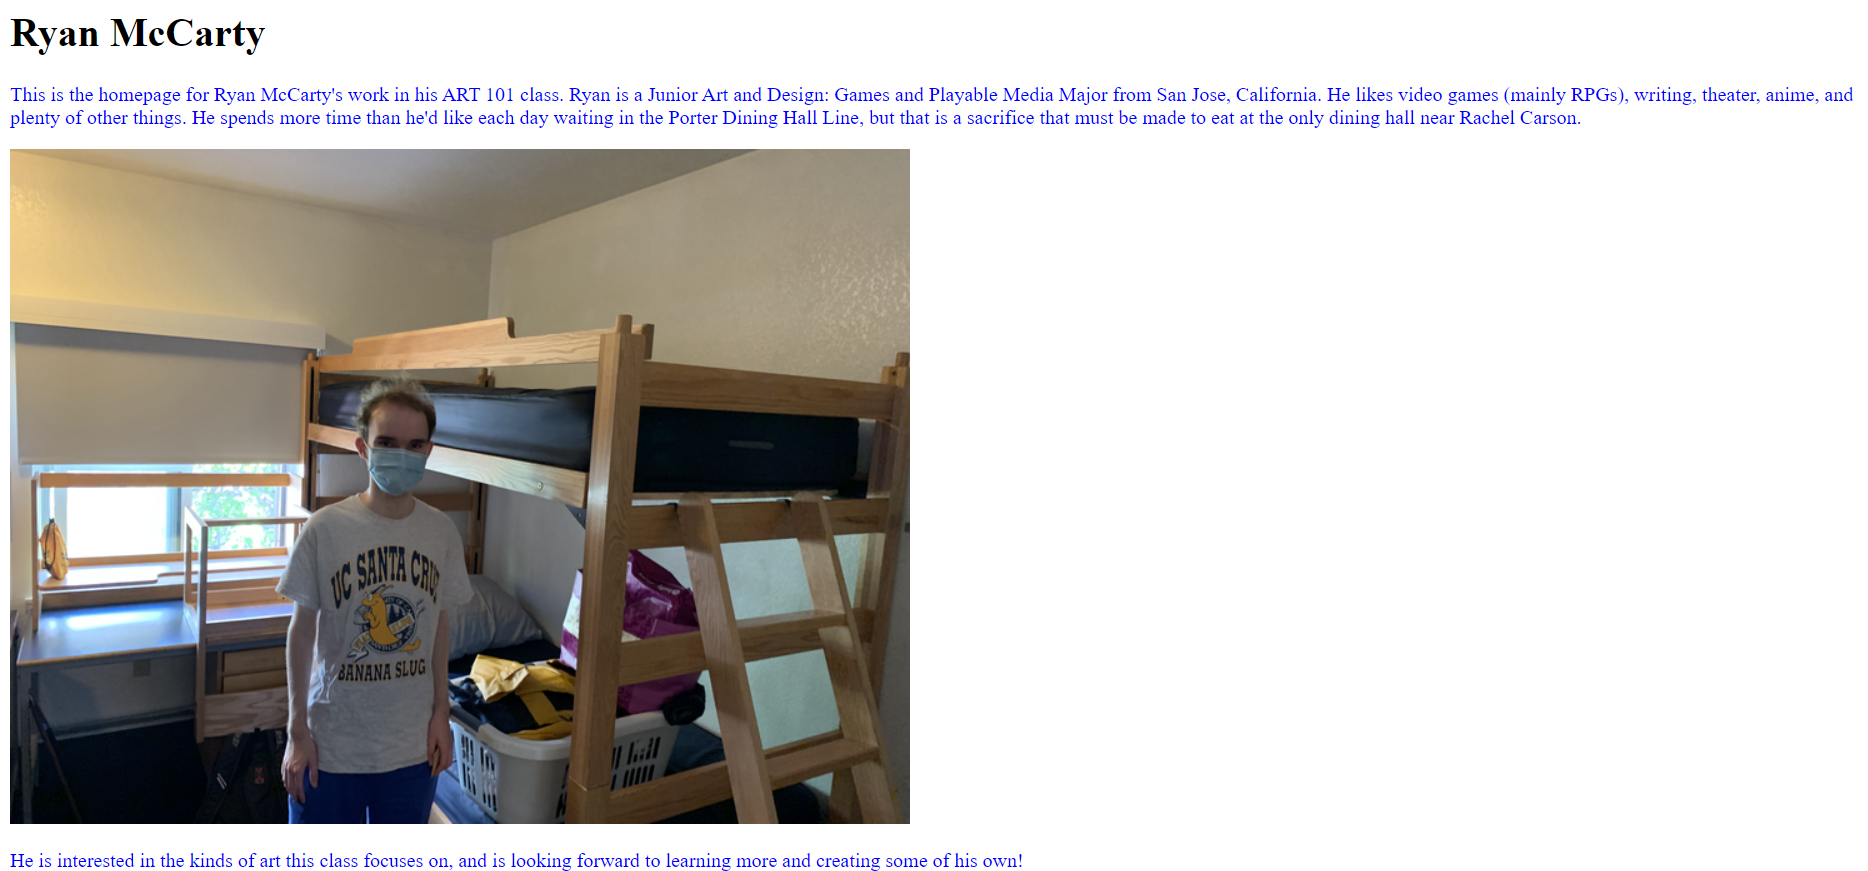 Ryan McCarty
This is the homepage for Ryan McCarty's work in his ART 101 class. Ryan is a Junior Art and Design: Games and Playable Media Major from San Jose, California. He likes video games (mainly RPGs), writing, theater, anime, and
plenty of other things. He spends more time than he'd like each day waiting in the Porter Dining Hall Line, but that is a sacrifice that must be made to eat at the only dining hall near Rachel Carson.
UC SANTA CRUZ
BANANA SLUG
He is interested in the kinds of art this class focuses on, and is looking forward to learning more and creating some of his own!